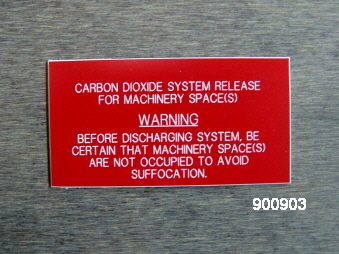 CARBON DIOXIDE SYSTEM RELEASE
FOR MACHINERY SPACE(S)
WARNING
BEFORE DISCHARGING SYSTEM, BE
CERTAIN THAT MACHINERY SPACE(S)
ARE NOT OCCUPIED TO AVOID
SUFFOCATION.
900903